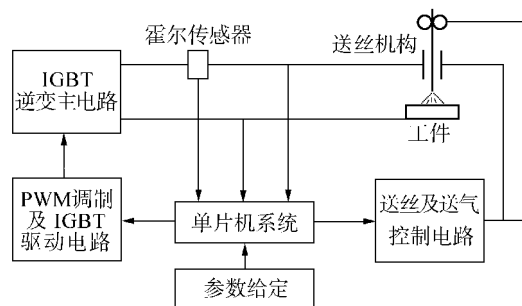 霍尔传感器
送丝机构
IGBT
逆变主电路
工件
PWM调制
及IGBT
驱动电路
单片机系统
送丝及送气
控制电路
参数给定